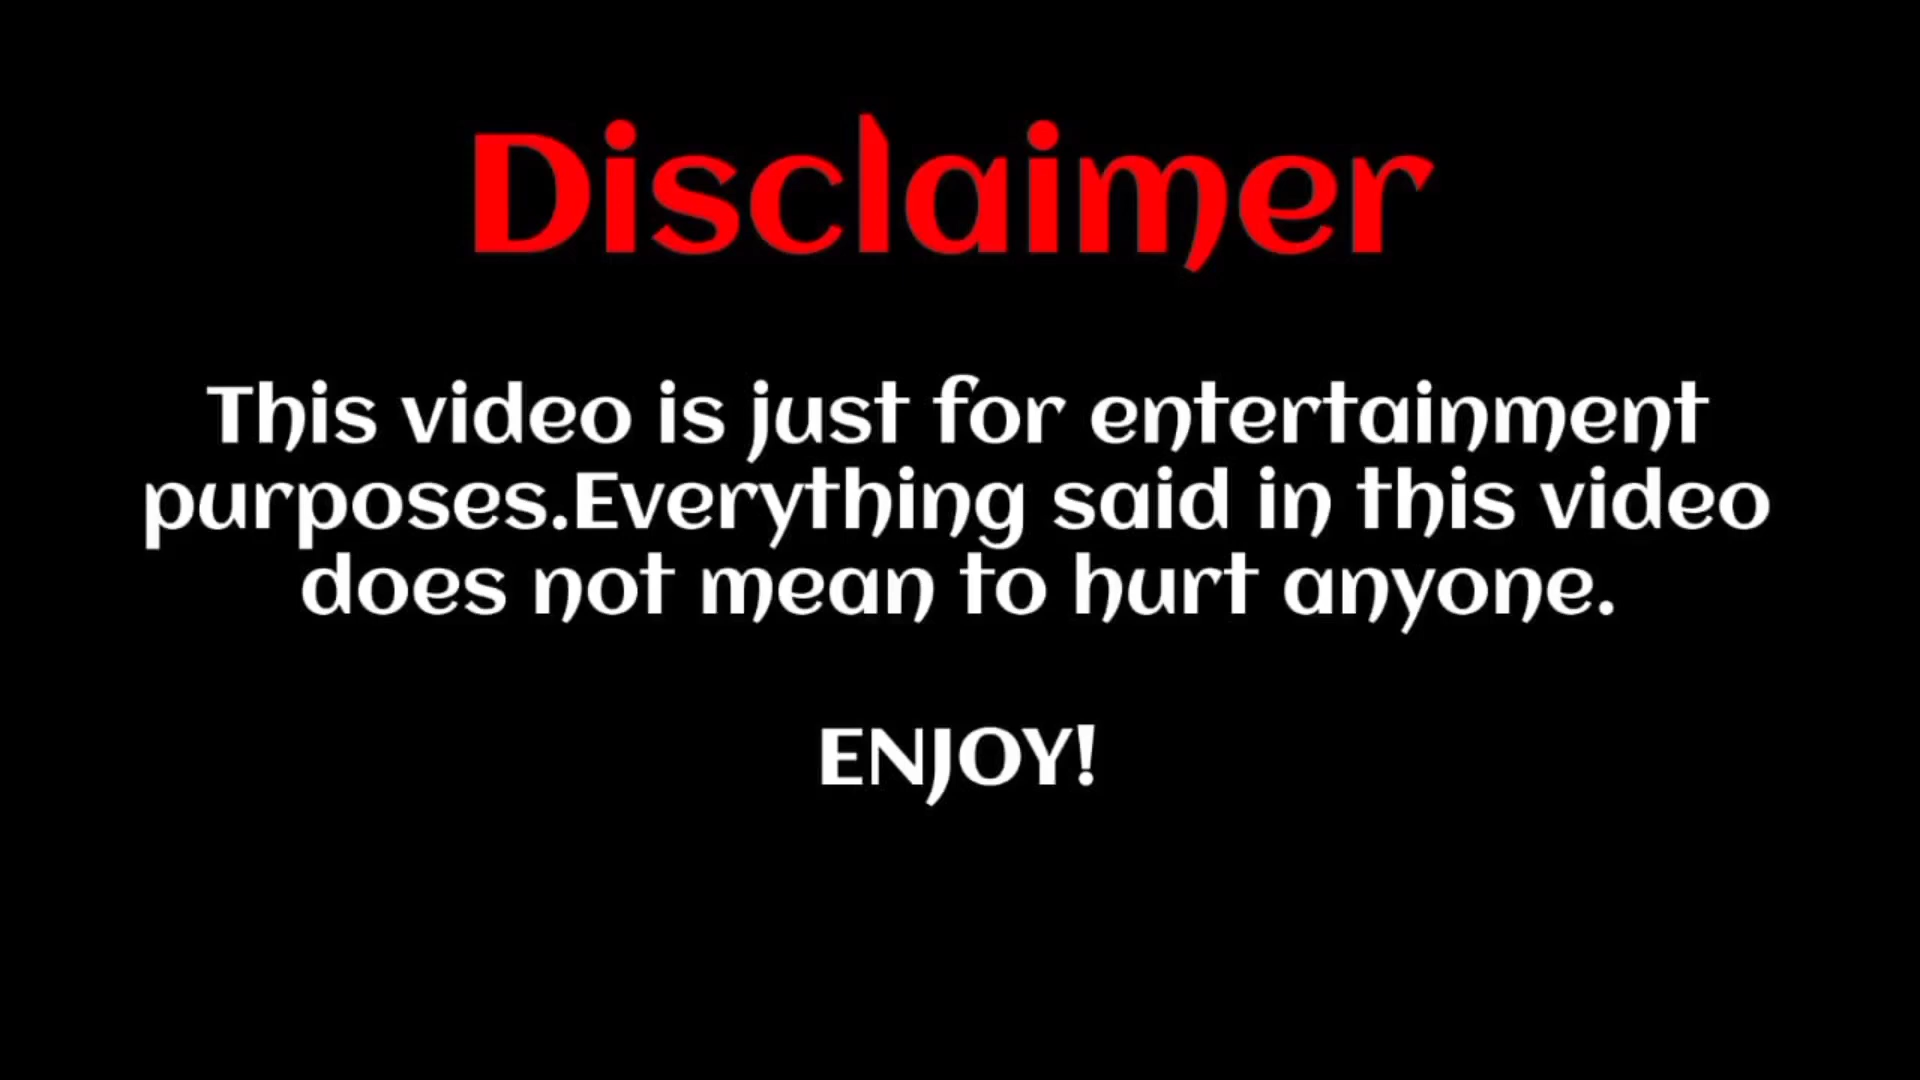 Disclaimer
This video is just for entertainment
purposes.Everything said in this video
does not mean to hurt anyone.
ENJOY!